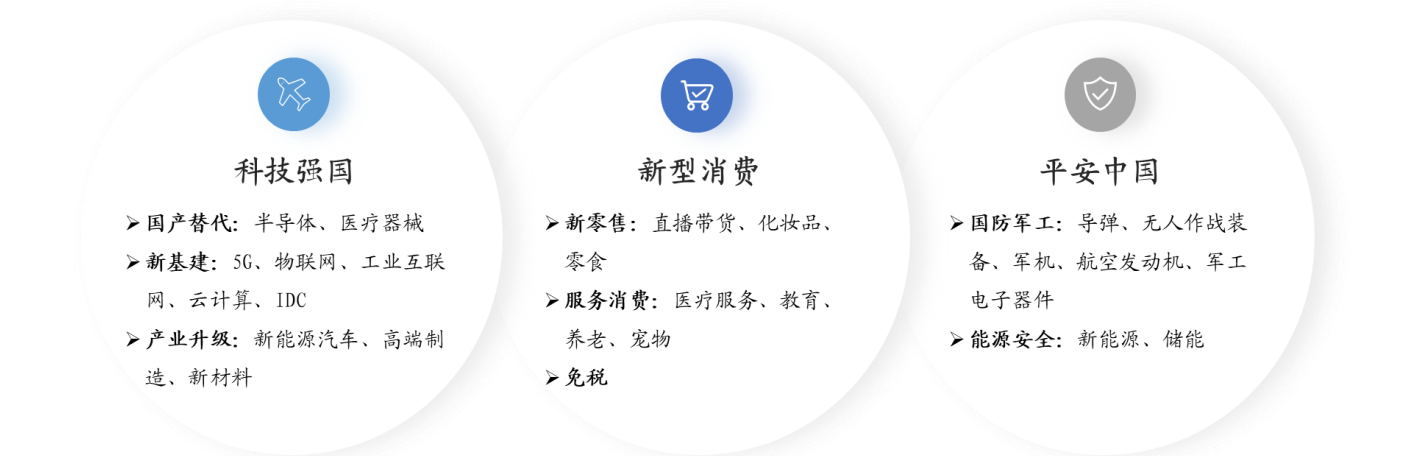 科技强国
➢国产替代：半导体、医疗器械
➢新基建：5G、物联网、工业互联
网、云计算、IDC
➢产业升级：新能源汽车、高端制
造、新材料
新型消费
➢新零售：直播带货、化妆品、
零食
➢服务消费：医疗服务、教育、
养老、宠物
➢免税
平安中国
➢国防军工：导弹、无人作战装
备、军机、航空发动机、军工
电子器件
➢能源安全：新能源、储能